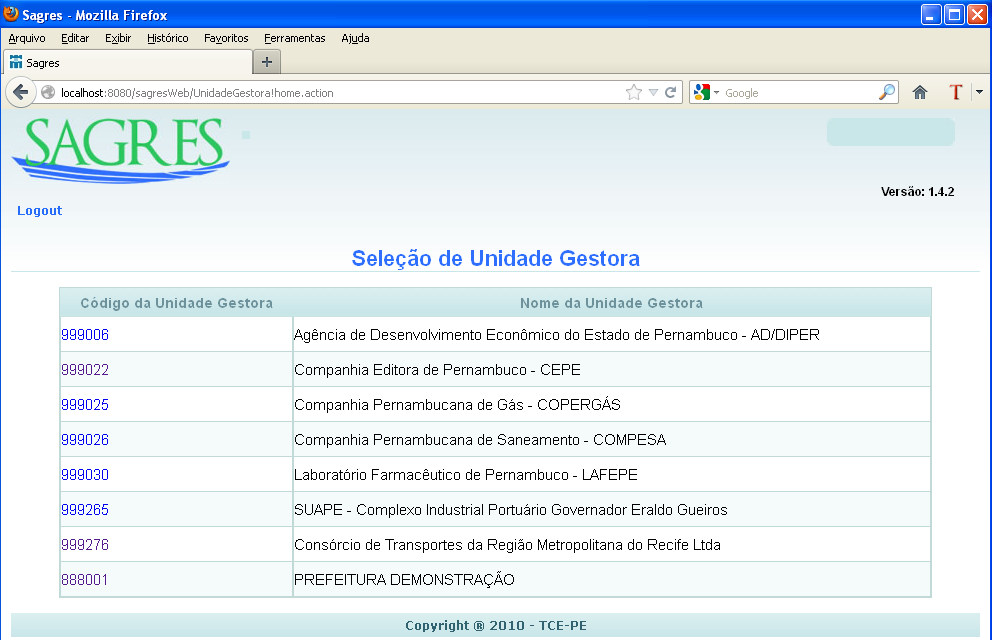 Sagres - Mozilla Firefox
Arquivo Editar Exibir Histórico Favoritos Ferramentas Ajuda
Sagres
localhost:8080/sagresWeb/UnidadeGestora!home.action Google T
SAGRES
Versão: 1.4.2
Logout
Seleção de Unidade Gestora
Código da Unidade Gestora Nome da Unidade Gestora
999006 Agência de Desenvolvimento Econômico do Estado de Pernambuco - AD/DIPER
999022 Companhia Editora de Pernambuco - CEPE
999025 Companhia Pernambucana de Gás - COPERGÁS
999026 Companhia Pernambucana de Saneamento - COMPESA
999030 Laboratório Farmacêutico de Pernambuco - LAFEPE
999265 SUAPE - Complexo Industrial Portuário Governador Eraldo Gueiros
999276 Consórcio de Transportes da Região Metropolitana do Recife Ltda
888001 PREFEITURA DEMONSTRAÇÃO
Copyright ® 2010 - TCE-PE